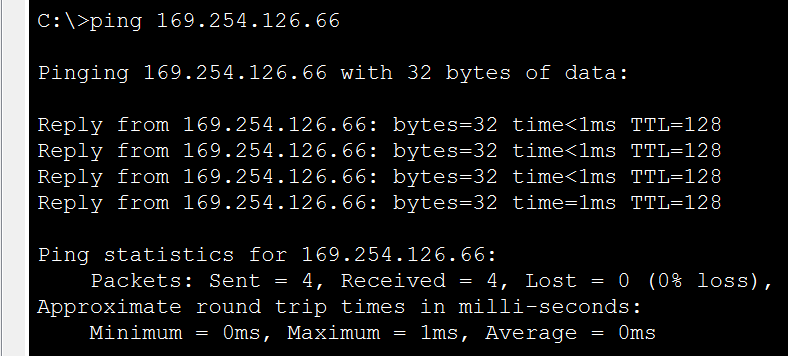 C:\>ping 169.254.126.66
Pinging 169.254.126.66 with 32 bytes of data:
Reply from 169.254.126.66: bytes=32 time<1ms TTL=128
Reply from 169.254.126.66: bytes=32 time<1ms TTL=128
Reply from 169.254.126.66: bytes=32 time<1ms TTL=128
Reply from 169.254.126.66: bytes=32 time=1ms TTL=128
Ping statistics for 169.254.126.66:
Packets: Sent = 4, Received = 4, Lost = 0 (0% loss),
Approximate round trip times in milli-seconds:
Minimum = 0ms, Maximum = 1ms, Average = 0ms